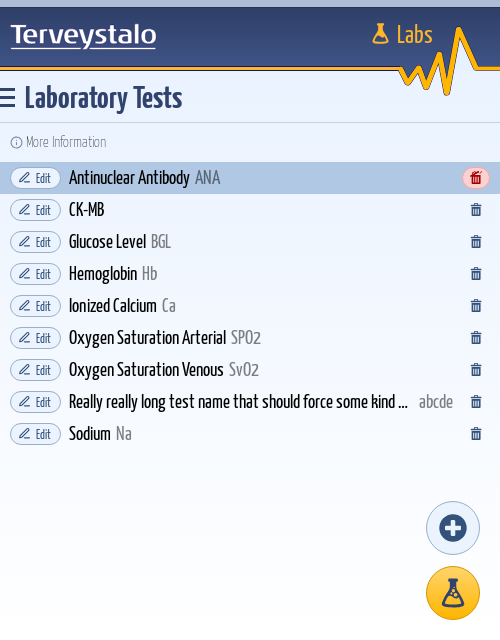 Terveystalo
Labs
Laboratory Tests
More Information
Edit Antinuclear Antibody ANA
Edit CK-MB
Edit Glucose Level BGL
Edit Hemoglobin Hb
Edit Ionized Calcium Ca
Edit Oxygen Saturation Arterial SPO2
Edit Oxygen Saturation Venous SvO2
Edit Really really long test name that should force some kind ... abcde
Edit Sodium Na